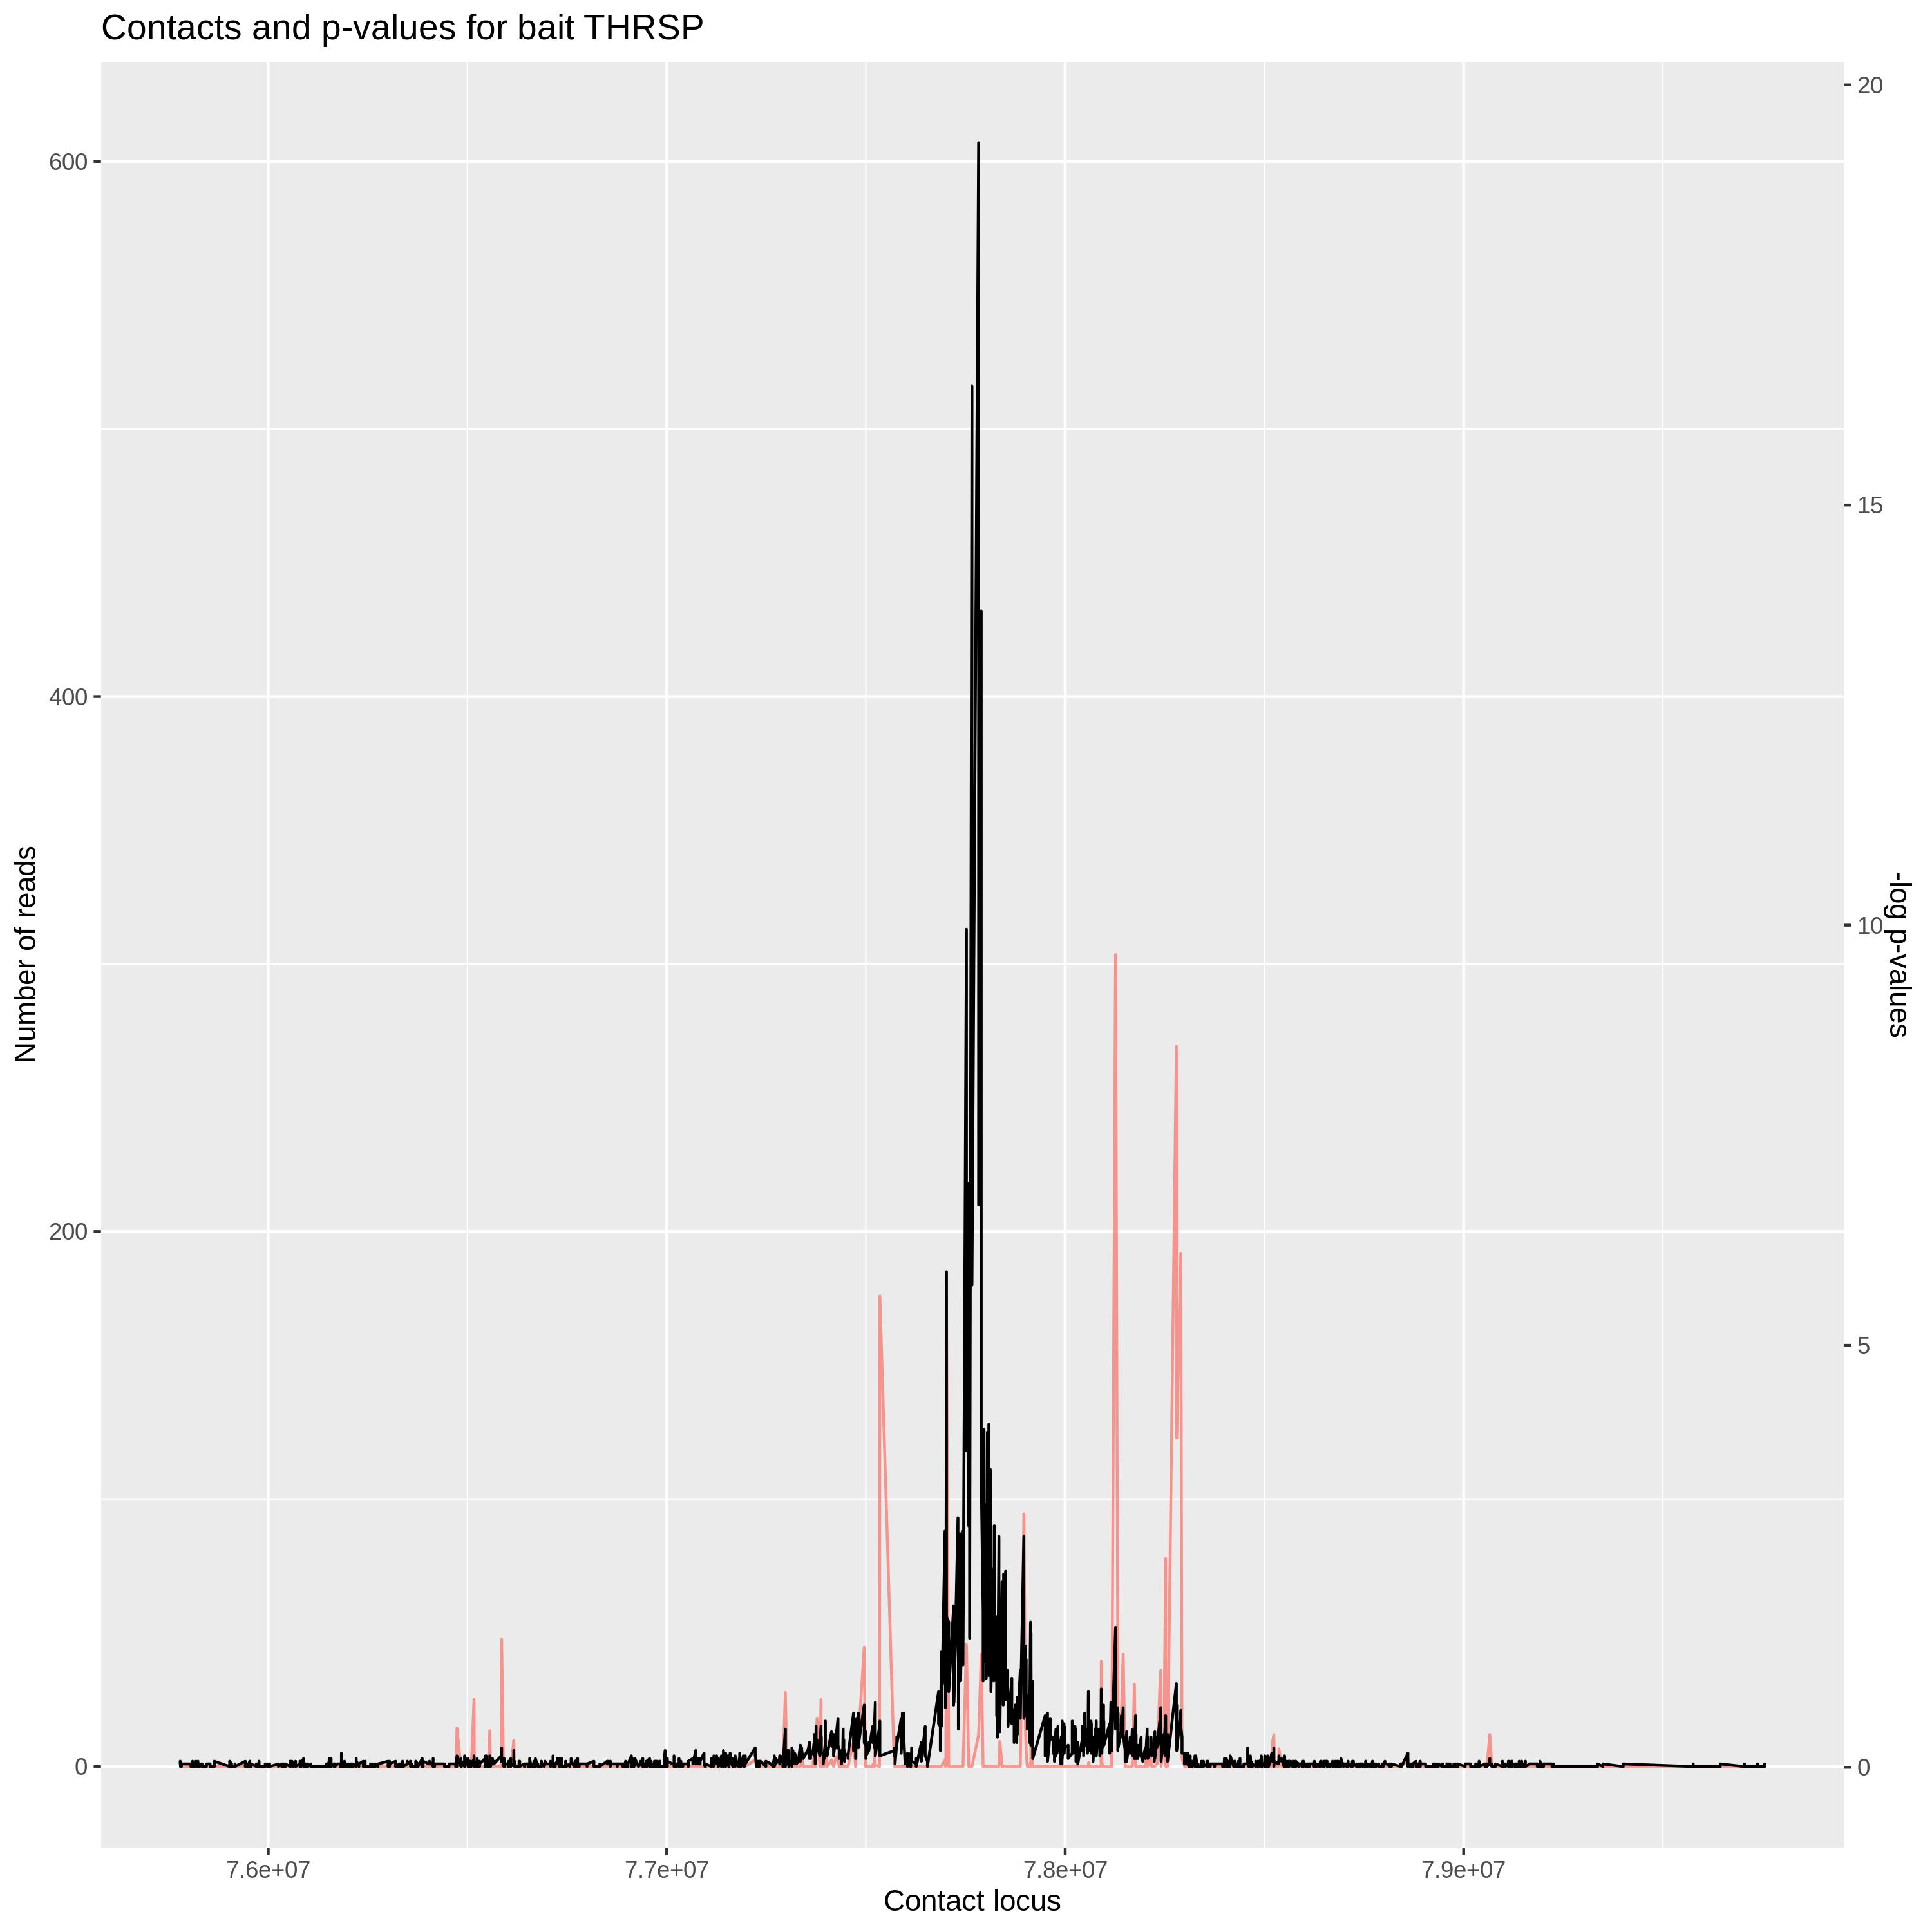 Contacts and p-values for bait THRSP
600
400
200
0
Number of reads
20
15
10
5
0
-log p-values
7.6e+07
7.7e+07
7.8e+07
7.9e+07
Contact locus